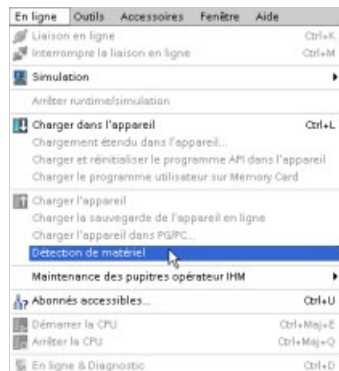 En ligne Outils Accessoires Fenêtre Aide
Liaison en ligne Ctrl+K
Interrompre la liaison en ligne Ctrl+M
Simulation
Arrêter runtime/simulation
Charger dans l'appareil Ctrl+L
Chargement étendu dans l'appareil...
Charger et réinitialiser le programme API dans l'appareil
Charger le programme utilisateur sur Memory Card
Charger l'appareil
Charger la sauvegarde de l'appareil en ligne
Charger l'appareil dans PG/PC...
Détection de matériel
Maintenance des pupitres opérateur IHM
Abonnés accessibles... Ctrl+U
Démarrer la CPU Ctrl+Maj+E
Arrêter la CPU Ctrl+Maj+Q
En ligne & Diagnostic Ctrl+D